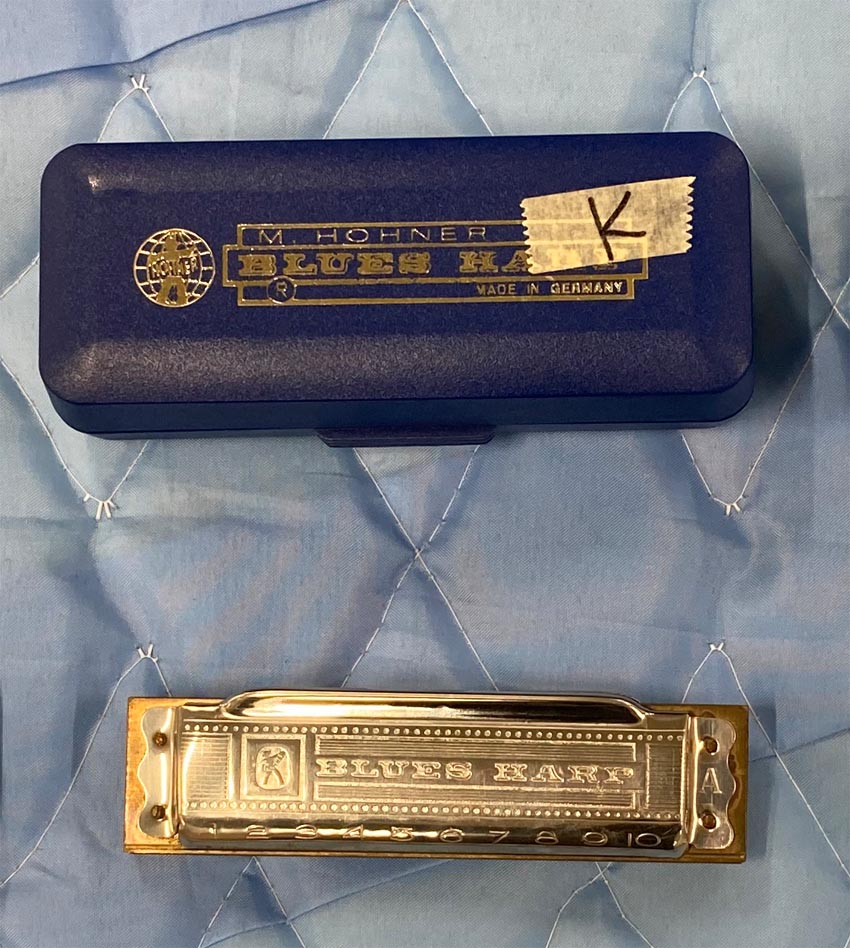 K
M. HOHNER
HOHNER
BLUES HARP
®
MADE IN GERMANY
BLUES HARP
A
1 2 3 4 5 6 7 8 9 10